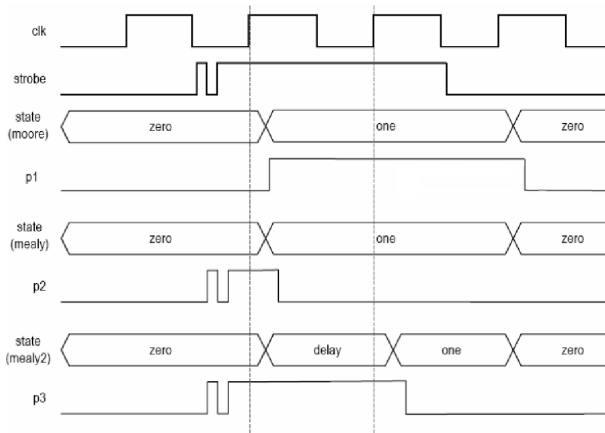 clk
strobe
state
(moore)
zero
one
zero
p1
state
(mealy)
zero
one
zero
p2
state
(mealy2)
zero
delay
one
zero
p3